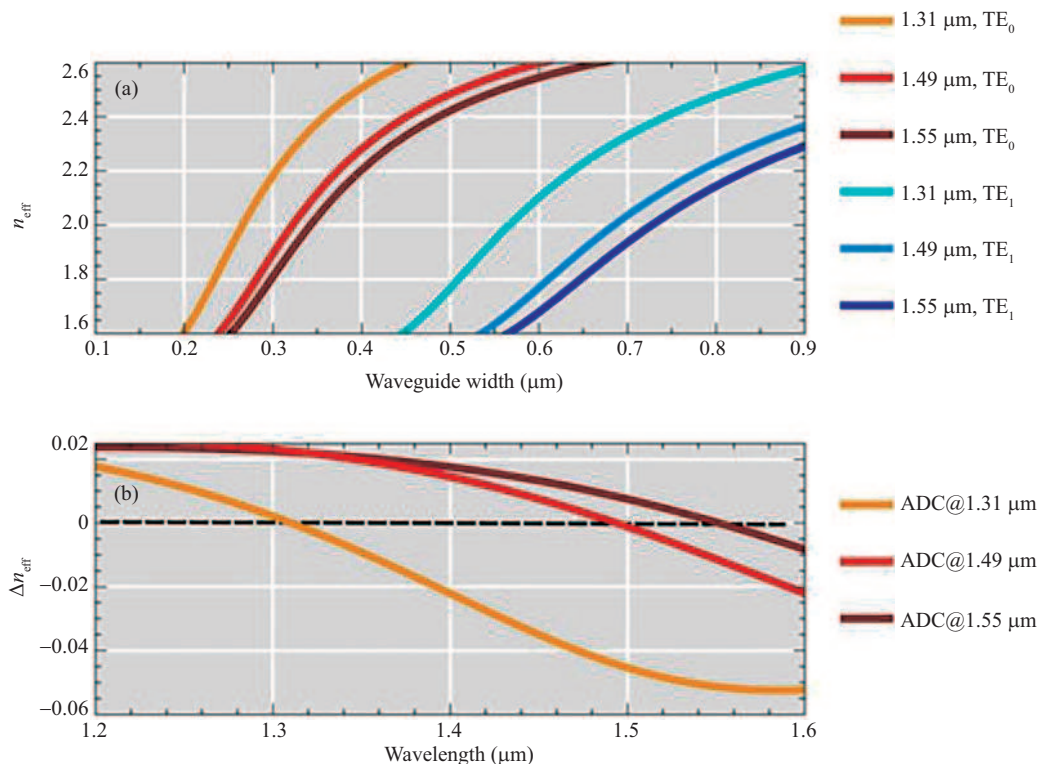 (a)
n_eff
2.6
2.4
2.2
2.0
1.8
1.6
0.1 0.2 0.3 0.4 0.5 0.6 0.7 0.8 0.9
Waveguide width (μm)
1.31 μm, TE₀
1.49 μm, TE₀
1.55 μm, TE₀
1.31 μm, TE₁
1.49 μm, TE₁
1.55 μm, TE₁
(b)
Δn_eff
0.02
0
−0.02
−0.04
−0.06
1.2 1.3 1.4 1.5 1.6
Wavelength (μm)
ADC@1.31 μm
ADC@1.49 μm
ADC@1.55 μm